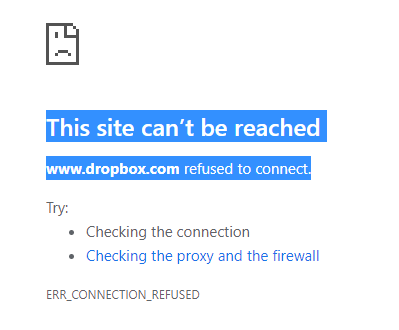 This site can’t be reached
www.dropbox.com refused to connect.
Try:
• Checking the connection
• Checking the proxy and the firewall
ERR_CONNECTION_REFUSED